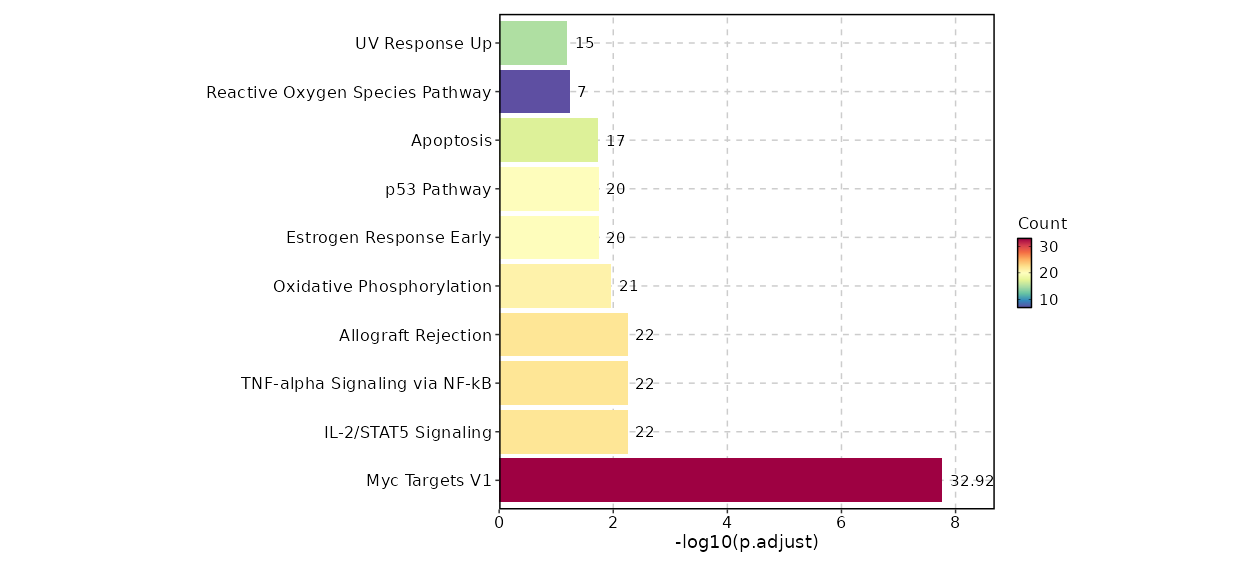 UV Response Up 15
Reactive Oxygen Species Pathway 7
Apoptosis 17
p53 Pathway 20
Estrogen Response Early 20
Oxidative Phosphorylation 21
Allograft Rejection 22
TNF-alpha Signaling via NF-kB 22
IL-2/STAT5 Signaling 22
Myc Targets V1 32.92
0 2 4 6 8
-log10(p.adjust)
Count
30
20
10